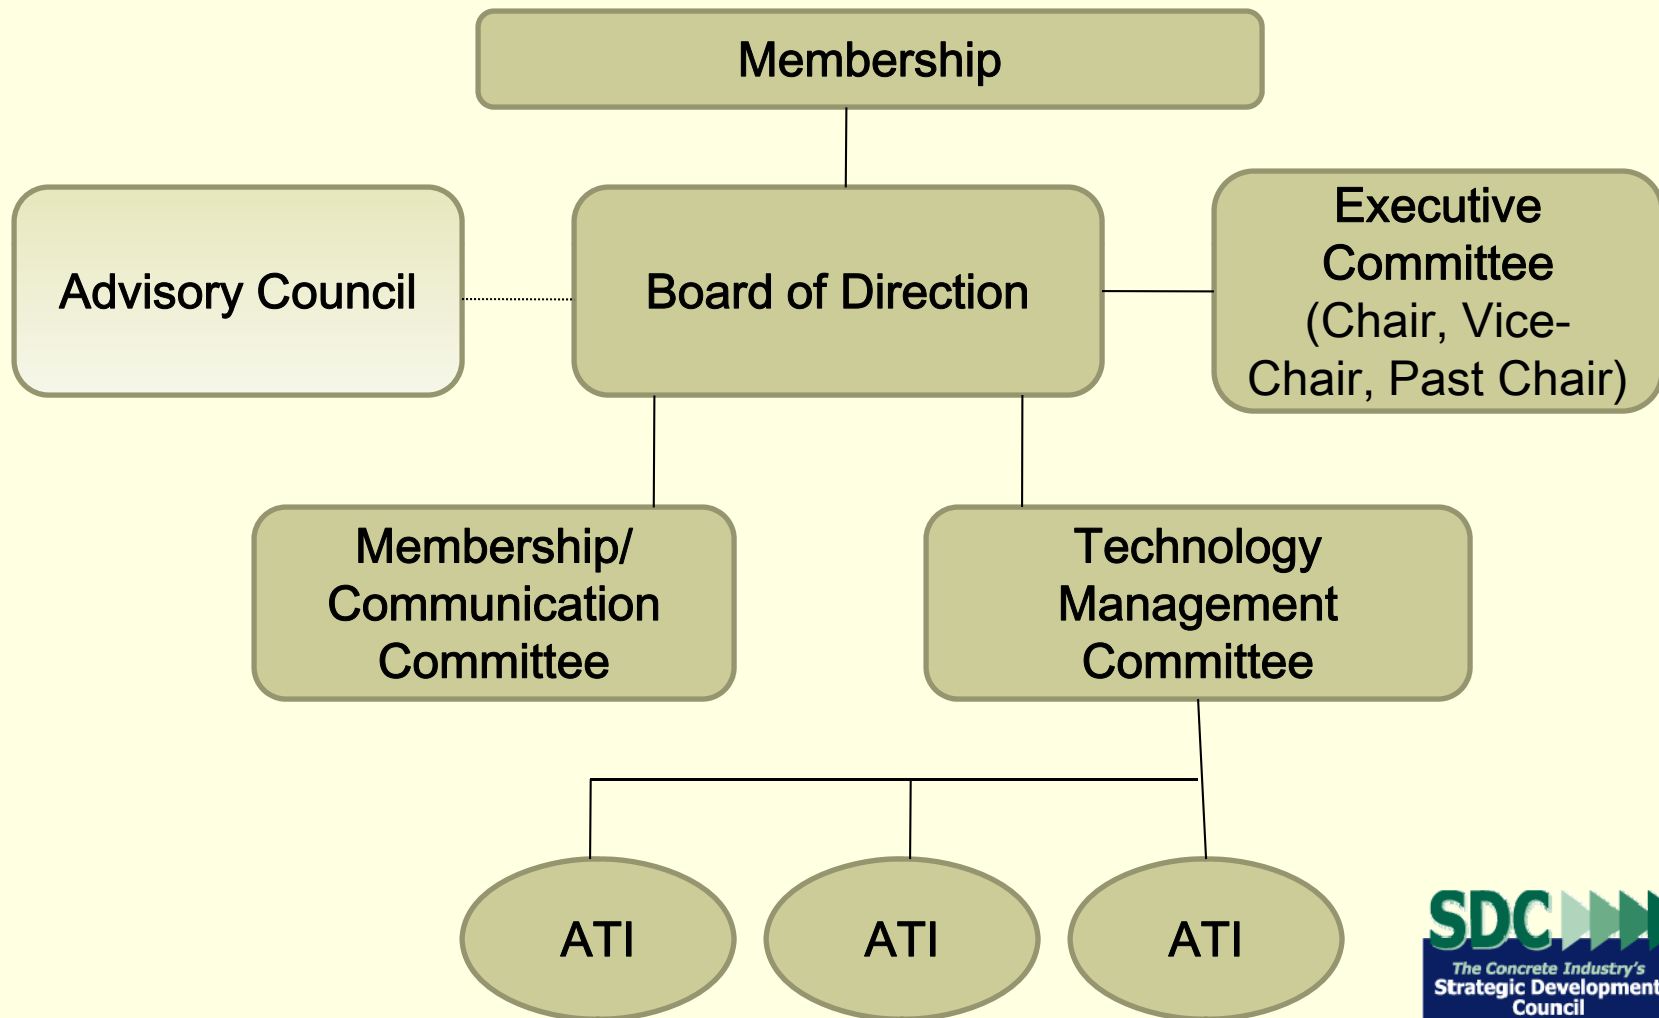 Membership
Advisory Council
Board of Direction
Executive
Committee
(Chair, Vice-
Chair, Past Chair)
Membership/
Communication
Committee
Technology
Management
Committee
ATI
ATI
ATI
SDC
The Concrete Industry's
Strategic Development
Council